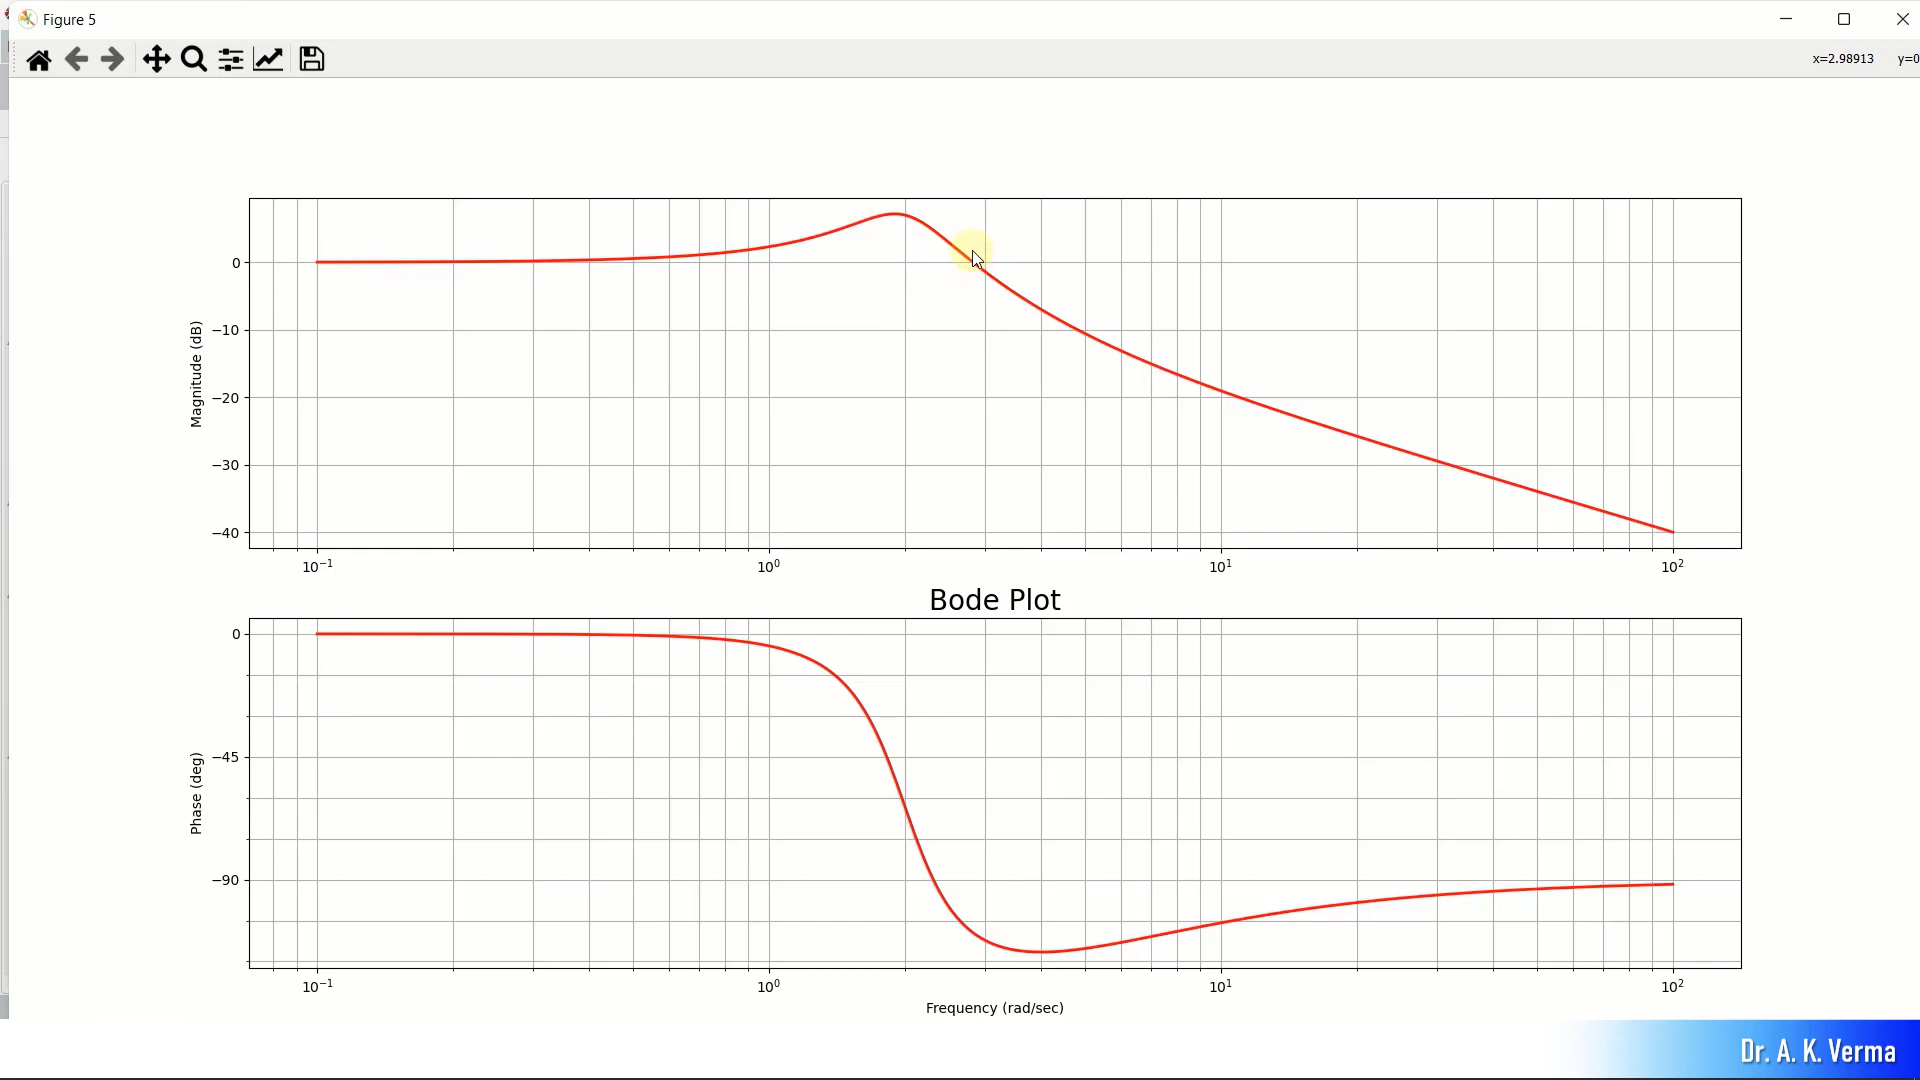 Figure 5
x=2.98913 y=0
0
−10
−20
−30
−40
Magnitude (dB)
10⁻¹ 10⁰ 10¹ 10²
Bode Plot
0
−45
−90
Phase (deg)
10⁻¹ 10⁰ 10¹ 10²
Frequency (rad/sec)
Dr. A. K. Verma